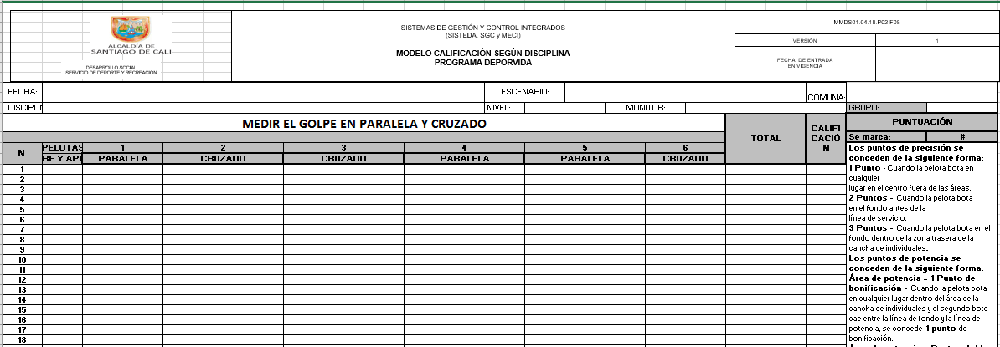 ALCALDÍA DE
SANTIAGO DE CALI
DESARROLLO SOCIAL
SERVICIO DE DEPORTE Y RECREACIÓN
SISTEMAS DE GESTIÓN Y CONTROL INTEGRADOS
(SISTEDA, SGC y MECI)
MODELO CALIFICACIÓN SEGÚN DISCIPLINA
PROGRAMA DEPORVIDA
MMDS01.04.18.P02.F08
VERSIÓN 1
FECHA DE ENTRADA
EN VIGENCIA
FECHA: ESCENARIO: COMUNA:
DISCIPLIN NIVEL: MONITOR: GRUPO:
MEDIR EL GOLPE EN PARALELA Y CRUZADO
TOTAL
CALIFI
CACIÓ
N
N° PELOTAS 1 2 3 4 5 6
RE Y API PARALELA CRUZADO CRUZADO PARALELA PARALELA CRUZADO
1
2
3
4
5
6
7
8
9
10
11
12
13
14
15
16
17
18
PUNTUACIÓN
Se marca: #
Los puntos de precisión se
conceden de la siguiente forma:
1 Punto - Cuando la pelota bota en
cualquier
lugar en el centro fuera de las áreas.
2 Puntos - Cuando la pelota bota
en el fondo antes de la
línea de servicio.
3 Puntos - Cuando la pelota bota en el
fondo dentro de la zona trasera de la
cancha de individuales.
Los puntos de potencia se
conceden de la siguiente forma:
Área de potencia = 1 Punto de
bonificación - Cuando la pelota bota
en cualquier lugar dentro del área de la
cancha de individuales y el segundo bote
cae entre la línea de fondo y la línea de
potencia, se concede 1 punto de
bonificación.